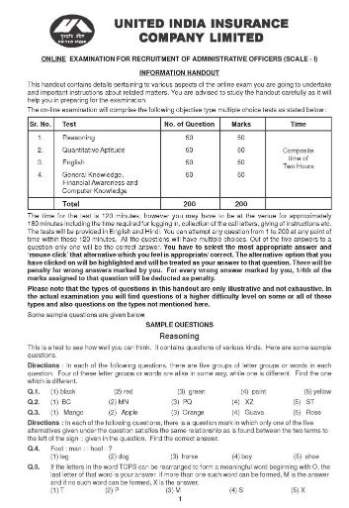 UNITED INDIA INSURANCE
COMPANY LIMITED
ONLINE EXAMINATION FOR RECRUITMENT OF ADMINISTRATIVE OFFICERS (SCALE - I)
INFORMATION HANDOUT
This handout contains details pertaining to various aspects of the online exam you are going to undertake
and important instructions about related matters. You are advised to study the handout carefully as it will
help you in preparing for the examination.
The on-line examination will comprise the following objective type multiple choice tests as stated below :
Sr. No. Test No. of Question Marks Time
1. Reasoning 50 50
2. Quantitative Aptitude 50 50 Composite
3. English 50 50 time of
4. General Knowledge, 50 50 Two Hours
Financial Awareness and
Computer Knowledge
Total 200 200
The time for the test is 120 minutes; however you may have to be at the venue for approximately
180 minutes including the time required for logging in, collection of the call letters, giving of instructions etc.
The tests will be provided in English and Hindi. You can attempt any question from 1 to 200 at any point of
time within these 120 minutes. All the questions will have multiple choices. Out of the five answers to a
question only one will be the correct answer. You have to select the most appropriate answer and
'mouse click' that alternative which you feel is appropriate/ correct. The alternative/ option that you
have clicked on will be highlighted and will be treated as your answer to that question. There will be
penalty for wrong answers marked by you. For every wrong answer marked by you, 1/4th of the
marks assigned to that question will be deducted as penalty.
Please note that the types of questions in this handout are only illustrative and not exhaustive. In
the actual examination you will find questions of a higher difficulty level on some or all of these
types and also questions on the types not mentioned here.
Some sample questions are given below.
SAMPLE QUESTIONS
Reasoning
This is a test to see how well you can think. It contains questions of various kinds. Here are some sample
questions.
Directions : In each of the following questions, there are five groups of letter groups or words in each
question. Four of these letter groups or words are alike in some way, while one is different. Find the one
which is different.
Q.1. (1) black (2) red (3) green (4) paint (5) yellow
Q.2. (1) BC (2) MN (3) PQ (4) XZ (5) ST
Q.3. (1) Mango (2) Apple (3) Orange (4) Guava (5) Rose
Directions : In each of the following questions, there is a question mark in which only one of the five
alternatives given under the question satisfies the same relationship as is found between the two terms to
the left of the sign :: given in the question. Find the correct answer.
Q.4. Foot : man : : hoof : ?
(1) leg (2) dog (3) horse (4) boy (5) shoe
Q.5. If the letters in the word TOPS can be rearranged to form a meaningful word beginning with O, the
last letter of that word is your answer. If more than one such word can be formed, M is the answer
and if no such word can be formed, X is the answer.
(1) T (2) P (3) M (4) S (5) X
1